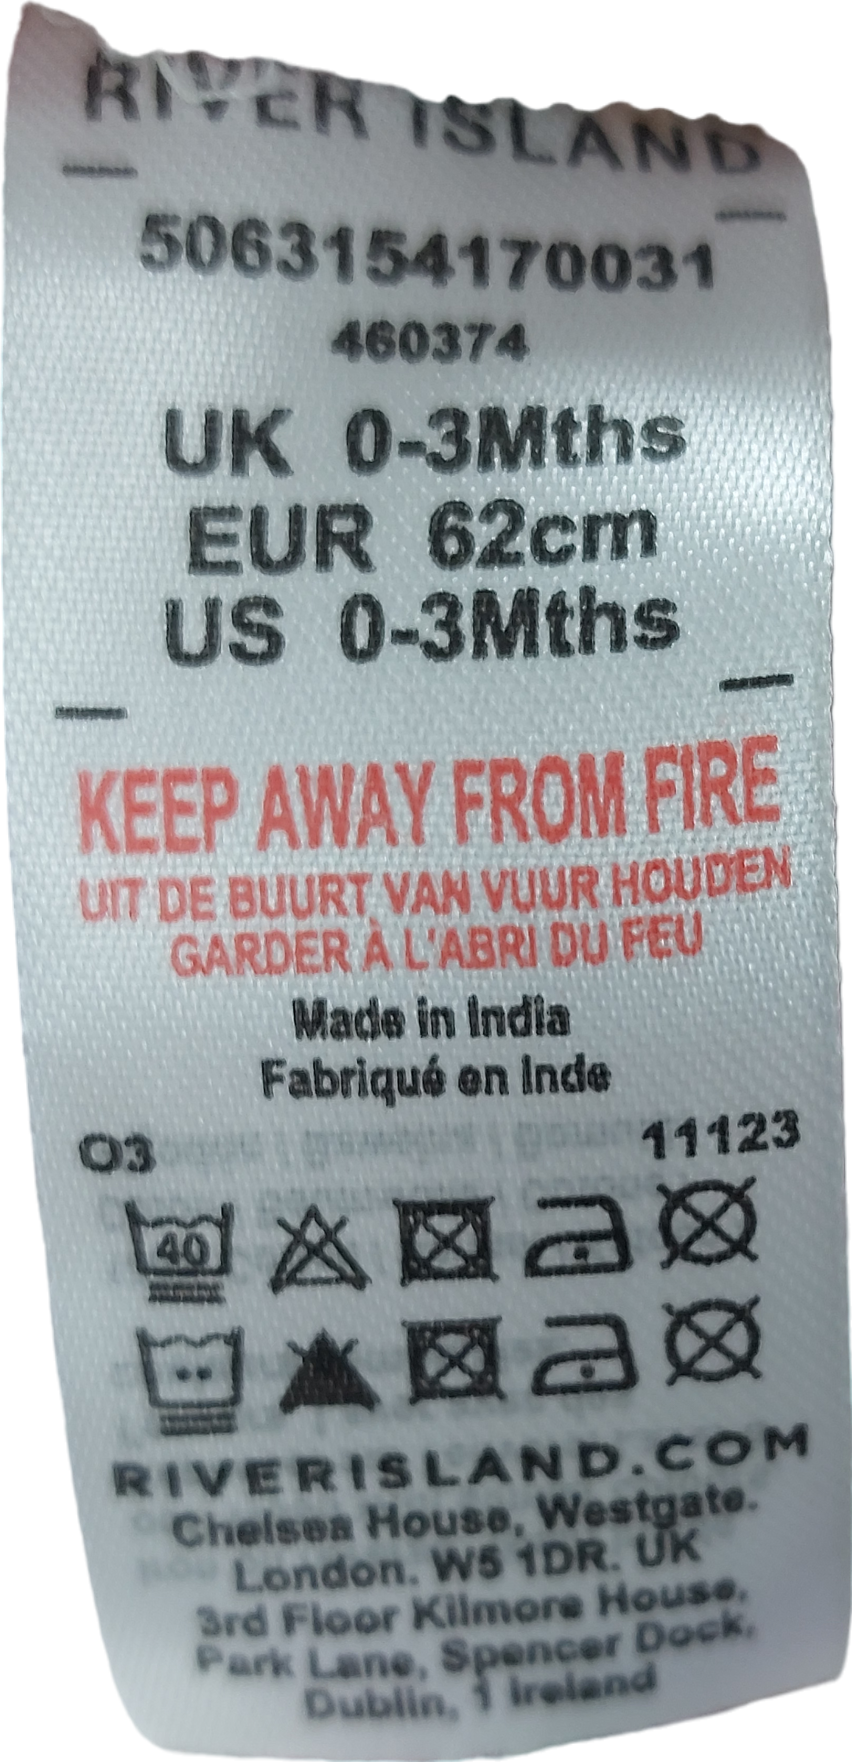 RIVER ISLAND
5063154170031
460374
UK 0-3Mths
EUR 62cm
US 0-3Mths
KEEP AWAY FROM FIRE
UIT DE BUURT VAN VUUR HOUDEN
GARDER À L'ABRI DU FEU
Made in India
Fabriqué en Inde
O3 11123
40
RIVERISLAND.COM
Chelsea House, Westgate.
London. W5 1DR. UK
3rd Floor Kilmore House,
Park Lane, Spencer Dock,
Dublin, 1 Ireland